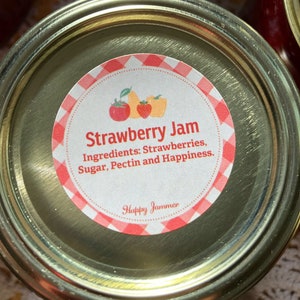 Strawberry Jam
Ingredients: Strawberries,
Sugar, Pectin and Happiness.
Happy Jammer